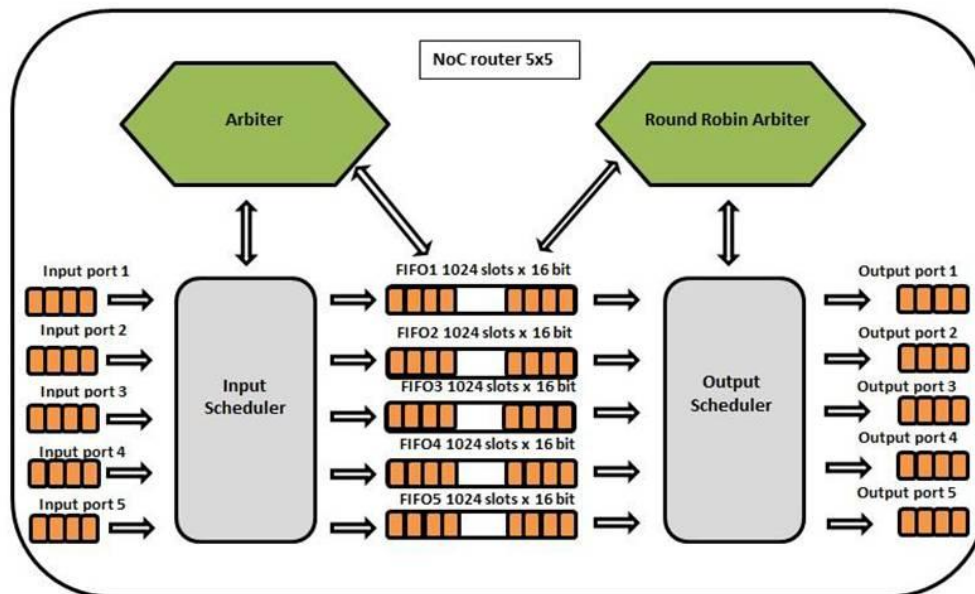 NoC router 5x5
Arbiter
Round Robin Arbiter
Input port 1
FIFO1 1024 slots x 16 bit
Output port 1
Input port 2
FIFO2 1024 slots x 16 bit
Output port 2
Input port 3
FIFO3 1024 slots x 16 bit
Output port 3
Input
Scheduler
Output
Scheduler
Input port 4
FIFO4 1024 slots x 16 bit
Output port 4
Input port 5
FIFO5 1024 slots x 16 bit
Output port 5